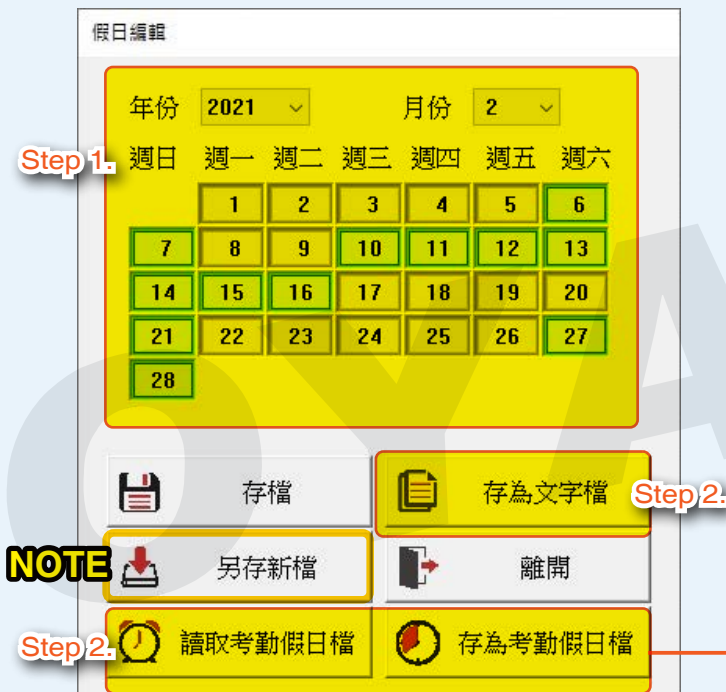 假日編輯
年份 2021 月份 2
Step 1.
週日 週一 週二 週三 週四 週五 週六
1 2 3 4 5 6
7 8 9 10 11 12 13
14 15 16 17 18 19 20
21 22 23 24 25 26 27
28
存檔 存為文字檔 Step 2.
NOTE 另存新檔 離開
Step 2. 讀取考勤假日檔 存為考勤假日檔
OYA